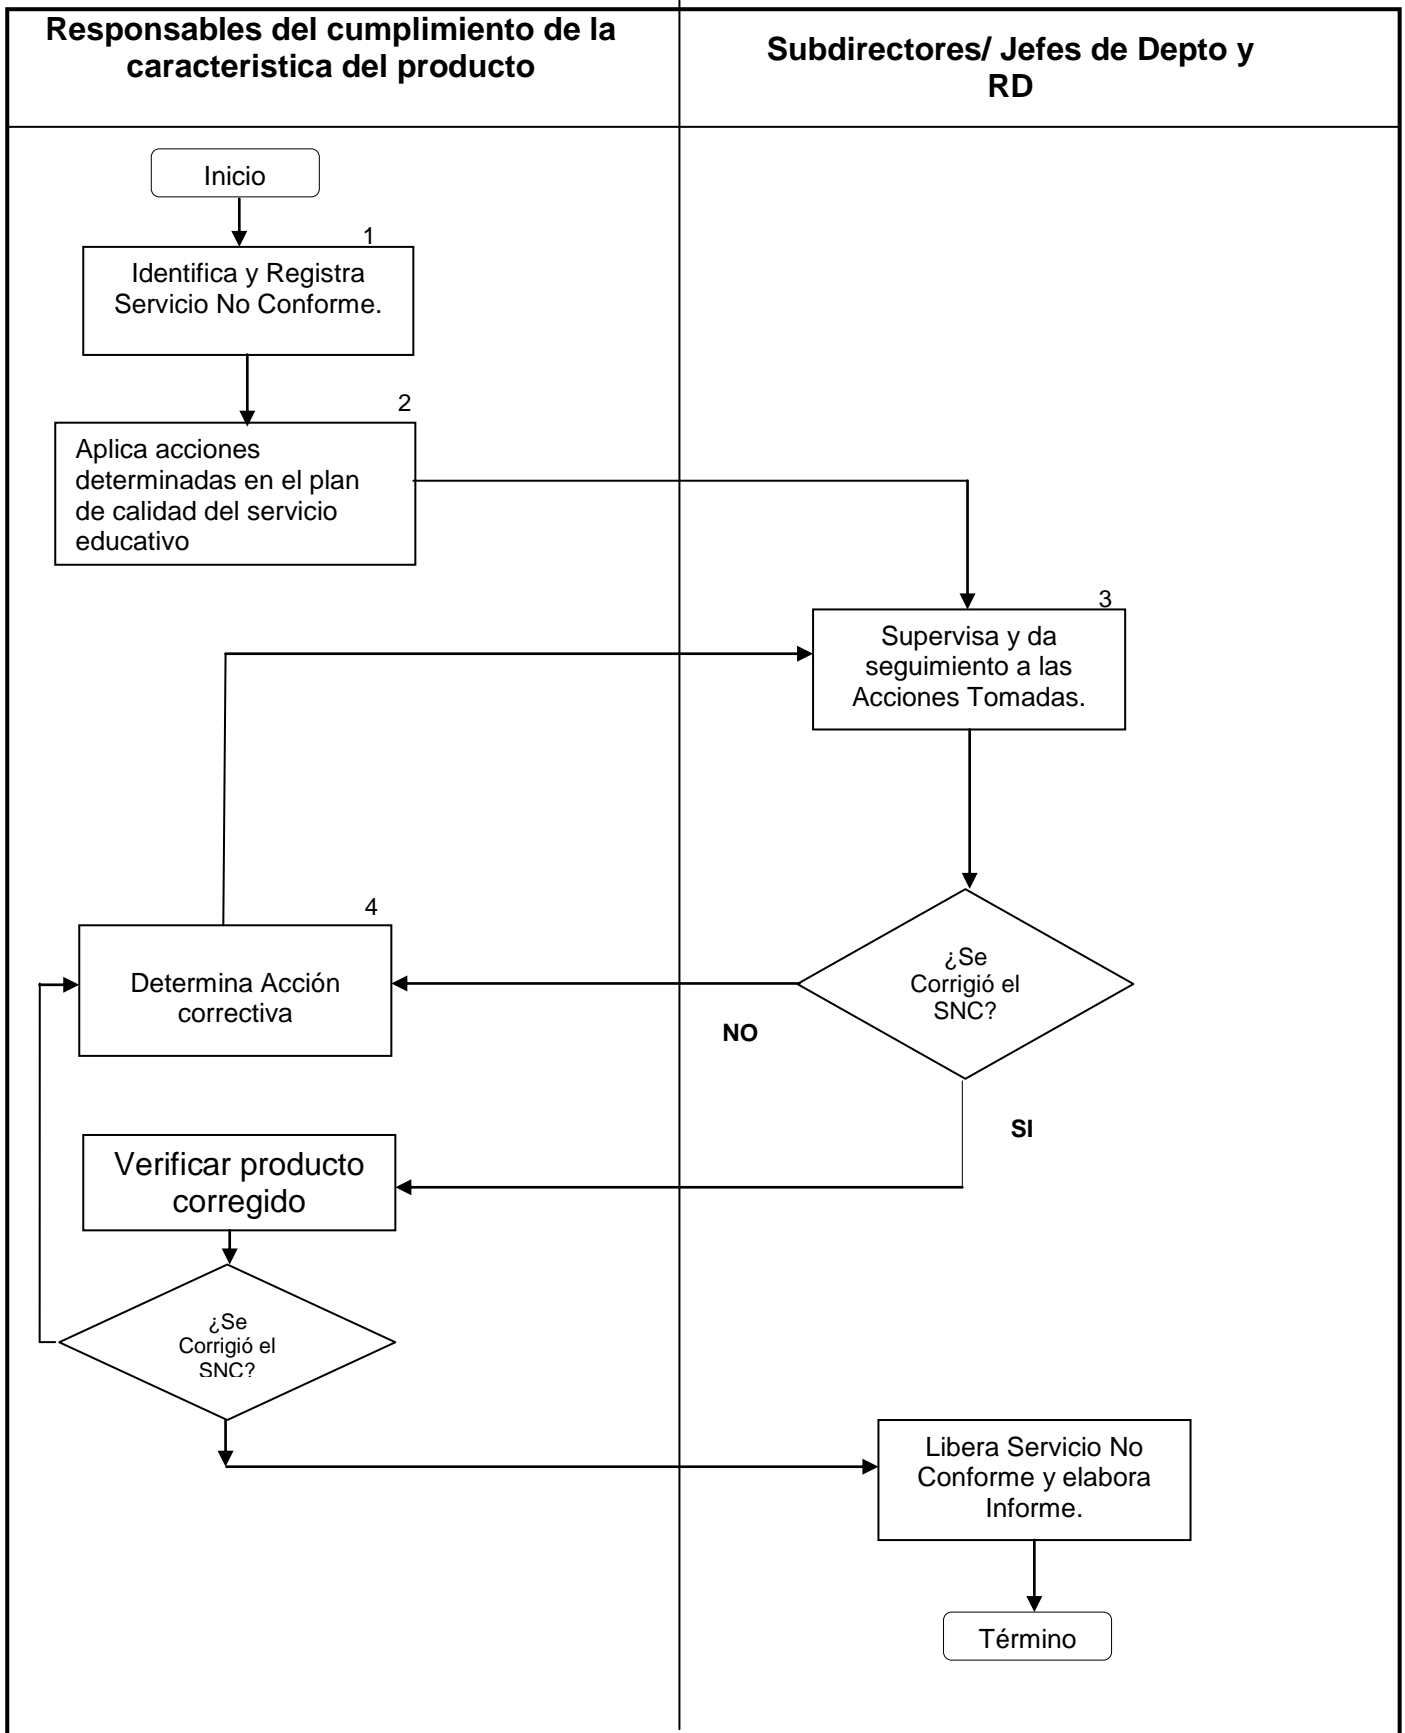 Responsables del cumplimiento de la
caracteristica del producto
Subdirectores/ Jefes de Depto y
RD
Inicio
1
Identifica y Registra
Servicio No Conforme.
2
Aplica acciones
determinadas en el plan
de calidad del servicio
educativo
3
Supervisa y da
seguimiento a las
Acciones Tomadas.
4
Determina Acción
correctiva
¿Se
Corrigió el
SNC?
NO
SI
Verificar producto
corregido
¿Se
Corrigió el
SNC?
Libera Servicio No
Conforme y elabora
Informe.
Término